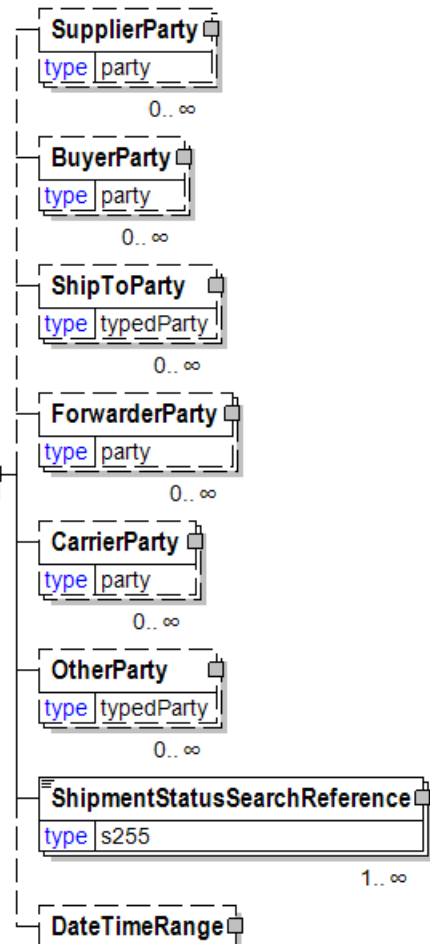 SupplierParty
type party
0.. ∞
BuyerParty
type party
0.. ∞
ShipToParty
type typedParty
0.. ∞
ForwarderParty
type party
0.. ∞
CarrierParty
type party
0.. ∞
OtherParty
type typedParty
0.. ∞
ShipmentStatusSearchReference
type s255
1.. ∞
DateTimeRange